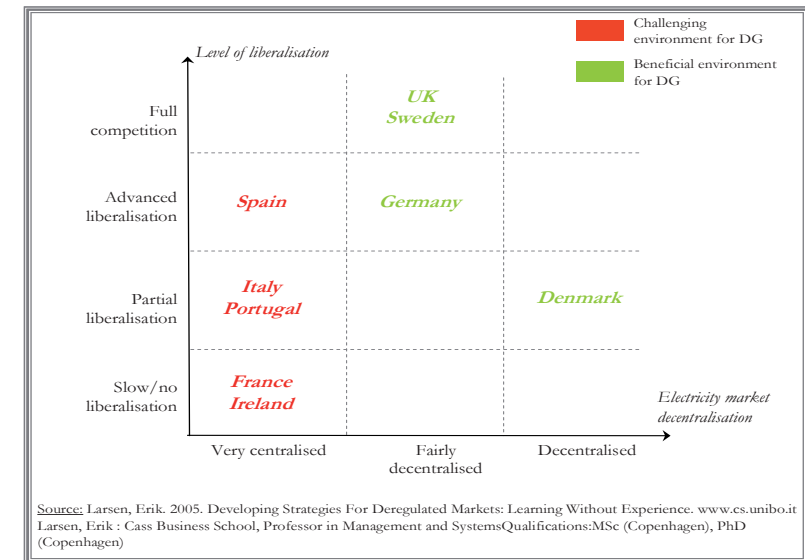 Challenging
environment for DG
Beneficial environment
for DG
Level of liberalisation
Full
competition
UK
Sweden
Advanced
liberalisation
Spain
Germany
Partial
liberalisation
Italy
Portugal
Denmark
Slow/no
liberalisation
France
Ireland
Electricity market
decentralisation
Very centralised
Fairly
decentralised
Decentralised
Source: Larsen, Erik. 2005. Developing Strategies For Deregulated Markets: Learning Without Experience. www.cs.unibo.it
Larsen, Erik : Cass Business School, Professor in Management and SystemsQualifications:MSc (Copenhagen), PhD
(Copenhagen)